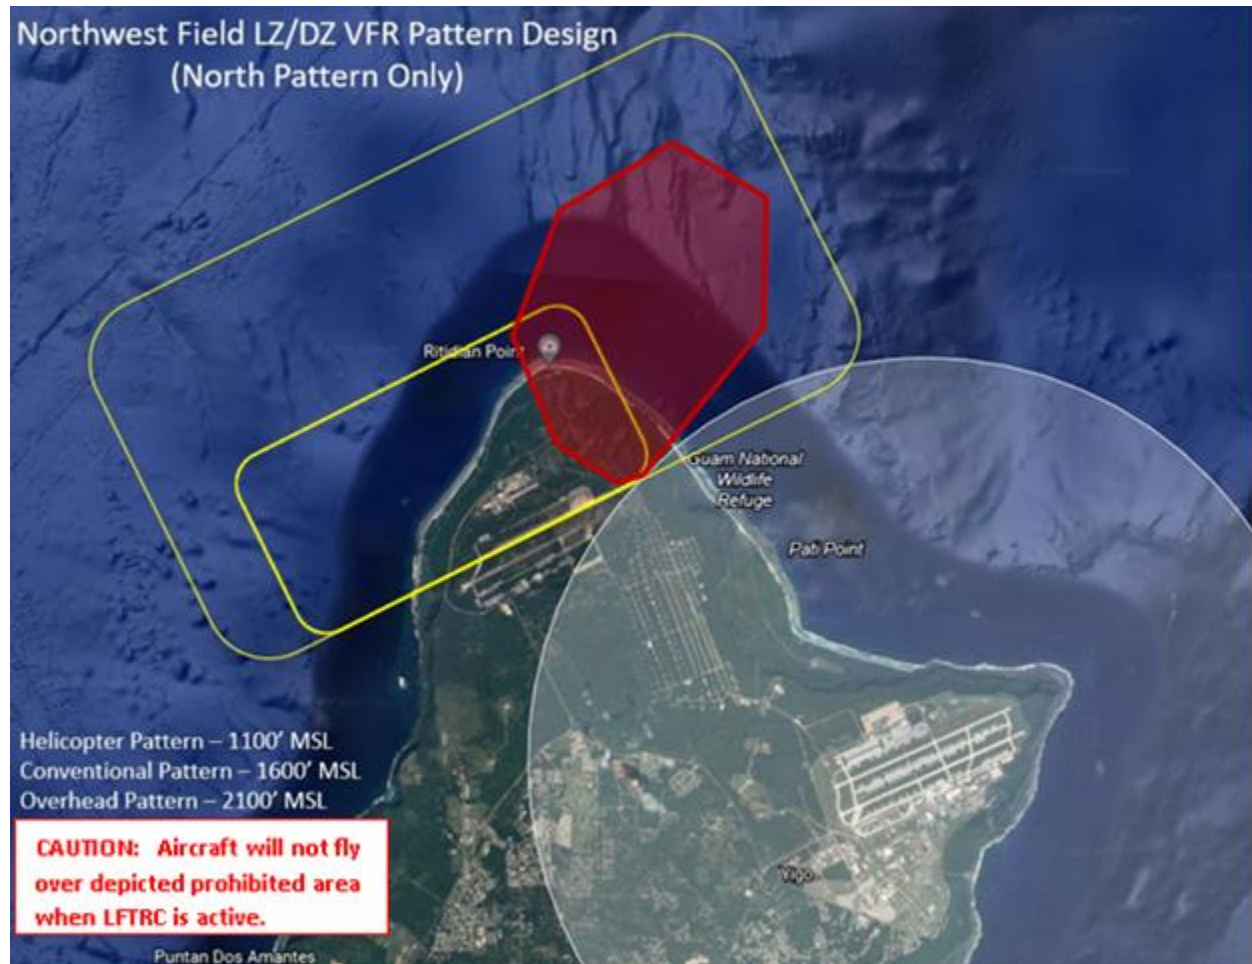 Northwest Field LZ/DZ VFR Pattern Design
(North Pattern Only)
Ritidian Point
Guam National
Wildlife
Refuge
Pati Point
Helicopter Pattern – 1100’ MSL
Conventional Pattern – 1600’ MSL
Overhead Pattern – 2100’ MSL
CAUTION: Aircraft will not fly
over depicted prohibited area
when LFTRC is active.
Yigo
Puntan Dos Amantes